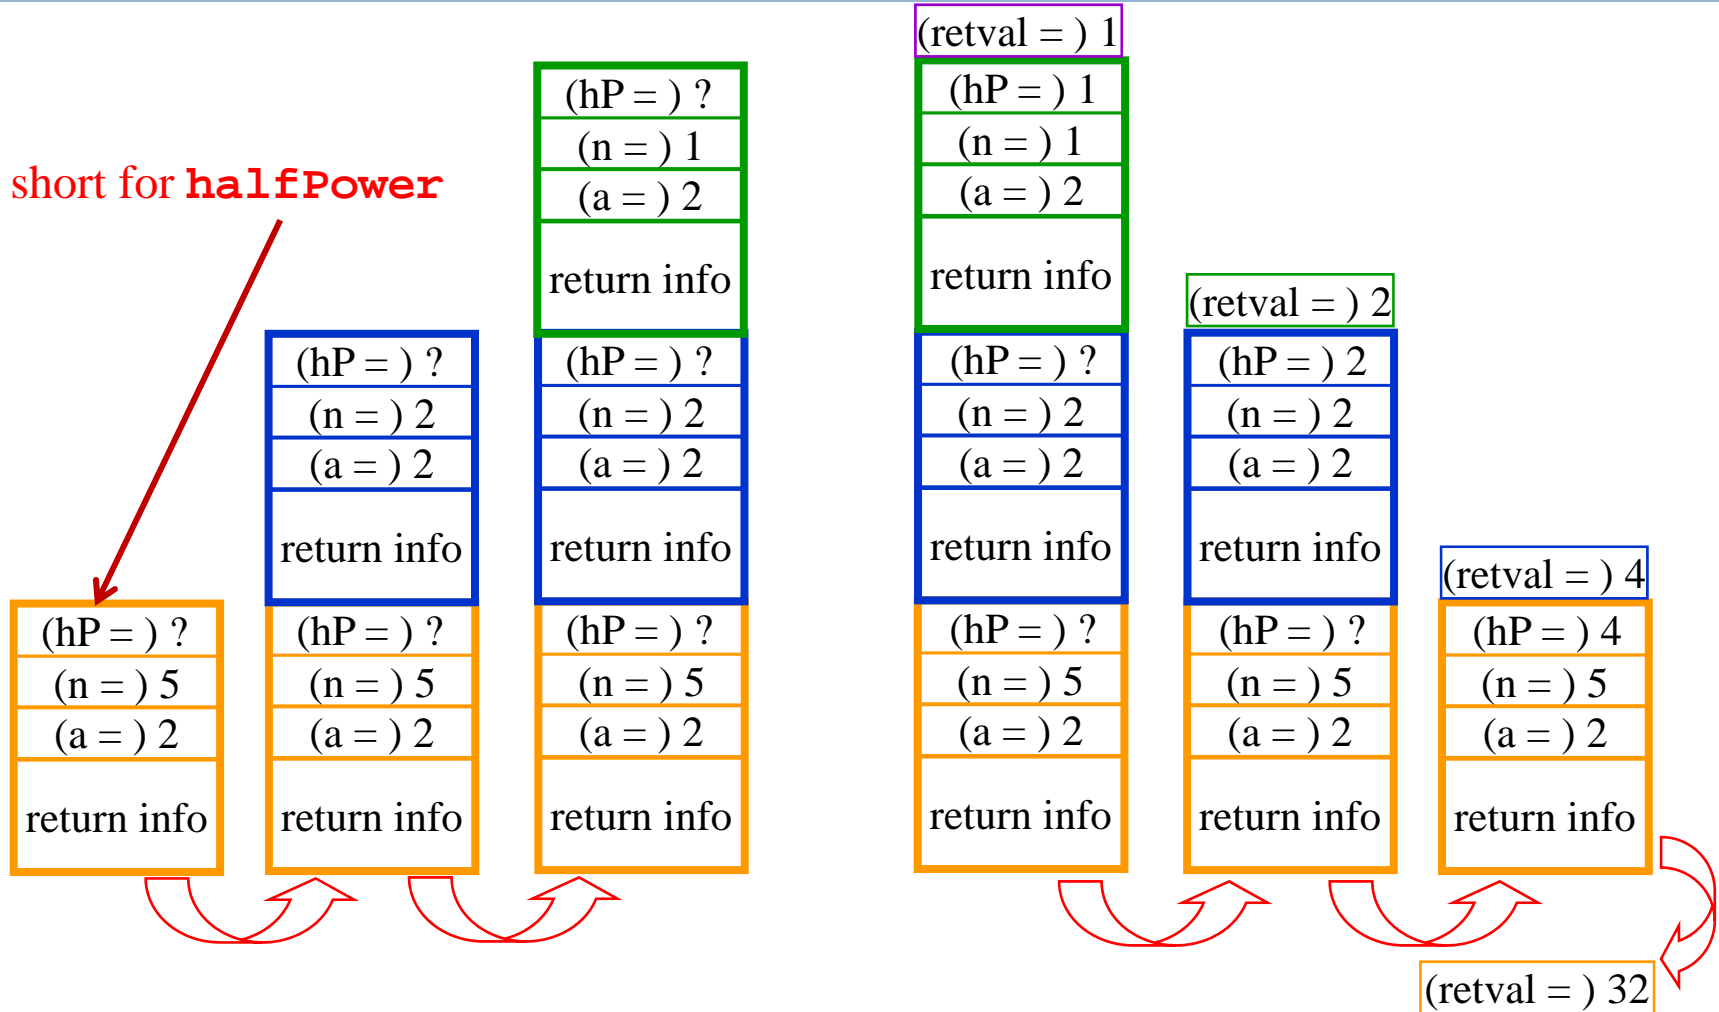 short for halfPower
(hP = ) ?
(n = ) 5
(a = ) 2
return info
(hP = ) ?
(n = ) 2
(a = ) 2
return info
(hP = ) ?
(n = ) 5
(a = ) 2
return info
(hP = ) ?
(n = ) 1
(a = ) 2
return info
(hP = ) ?
(n = ) 2
(a = ) 2
return info
(hP = ) ?
(n = ) 5
(a = ) 2
return info
(retval = ) 1
(hP = ) 1
(n = ) 1
(a = ) 2
return info
(hP = ) ?
(n = ) 2
(a = ) 2
return info
(hP = ) ?
(n = ) 5
(a = ) 2
return info
(retval = ) 2
(hP = ) 2
(n = ) 2
(a = ) 2
return info
(hP = ) ?
(n = ) 5
(a = ) 2
return info
(retval = ) 4
(hP = ) 4
(n = ) 5
(a = ) 2
return info
(retval = ) 32